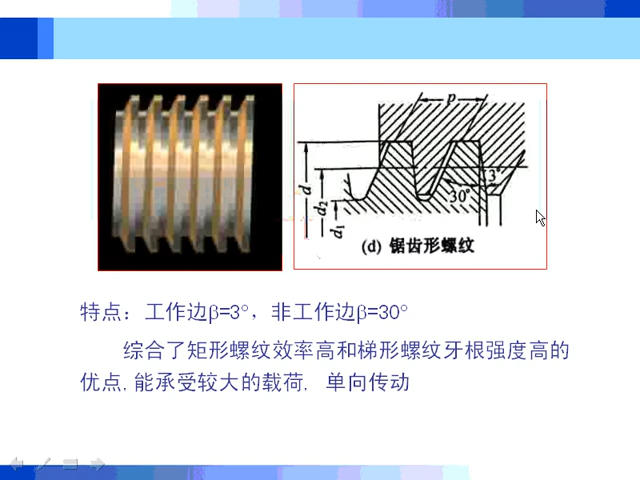 p
d
d₂
d₁
3°
30°
(d) 锯齿形螺纹
特点：工作边β=3°，非工作边β=30°
综合了矩形螺纹效率高和梯形螺纹牙根强度高的
优点,能承受较大的载荷, 单向传动